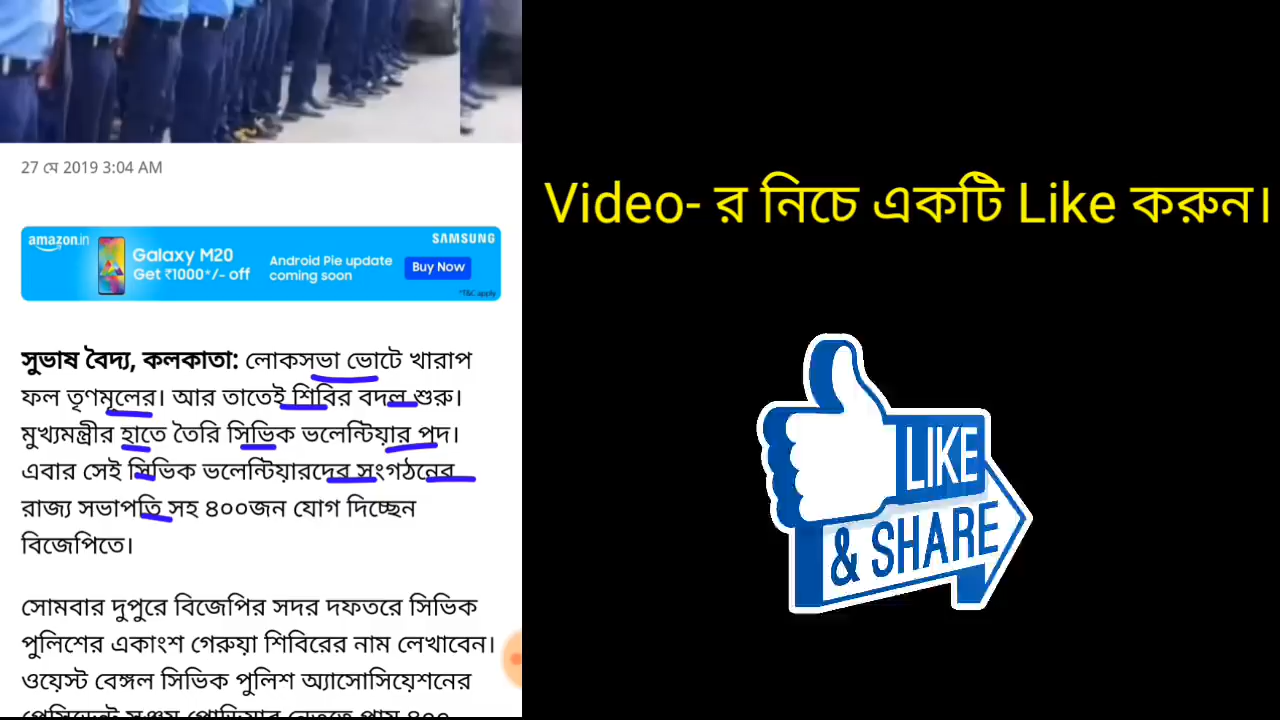 27 মে 2019 3:04 AM
amazon.in
SAMSUNG
Galaxy M20
Get ₹1000*/- off
Android Pie update
coming soon
Buy Now
*T&C apply
সুভাষ বৈদ্য, কলকাতা: লোকসভা ভোটে খারাপ
ফল তৃণমূলের। আর তাতেই শিবির বদল শুরু।
মুখ্যমন্ত্রীর হাতে তৈরি সিভিক ভলেন্টিয়ার পদ।
এবার সেই সিভিক ভলেন্টিয়ারদের সংগঠনের
রাজ্য সভাপতি সহ ৪০০জন যোগ দিচ্ছেন
বিজেপিতে।
সোমবার দুপুরে বিজেপির সদর দফতরে সিভিক
পুলিশের একাংশ গেরুয়া শিবিরের নাম লেখাবেন।
ওয়েস্ট বেঙ্গল সিভিক পুলিশ অ্যাসোসিয়েশনের
Video- র নিচে একটি Like করুন।
LIKE
& SHARE